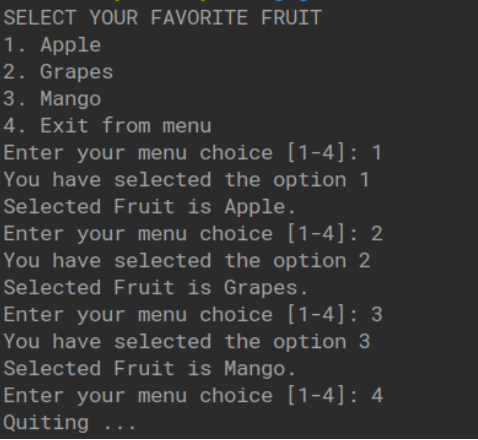 SELECT YOUR FAVORITE FRUIT
1. Apple
2. Grapes
3. Mango
4. Exit from menu
Enter your menu choice [1-4]: 1
You have selected the option 1
Selected Fruit is Apple.
Enter your menu choice [1-4]: 2
You have selected the option 2
Selected Fruit is Grapes.
Enter your menu choice [1-4]: 3
You have selected the option 3
Selected Fruit is Mango.
Enter your menu choice [1-4]: 4
Quiting ...